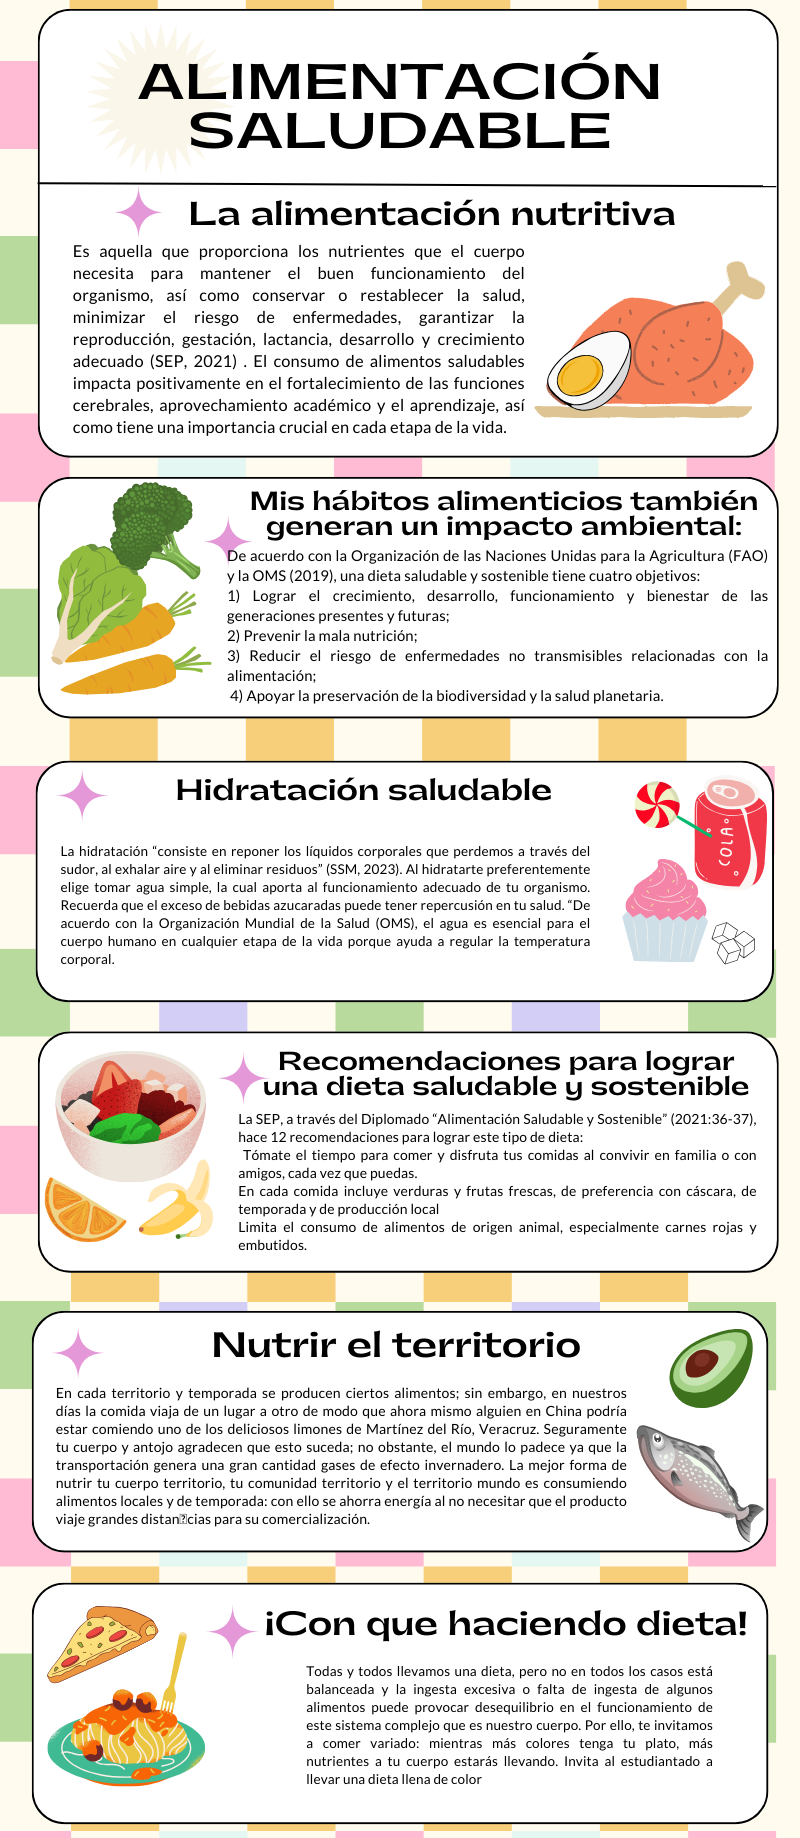 ALIMENTACIÓN
SALUDABLE
La alimentación nutritiva
Es aquella que proporciona los nutrientes que el cuerpo
necesita para mantener el buen funcionamiento del
organismo, así como conservar o restablecer la salud,
minimizar el riesgo de enfermedades, garantizar la
reproducción, gestación, lactancia, desarrollo y crecimiento
adecuado (SEP, 2021) . El consumo de alimentos saludables
impacta positivamente en el fortalecimiento de las funciones
cerebrales, aprovechamiento académico y el aprendizaje, así
como tiene una importancia crucial en cada etapa de la vida.
Mis hábitos alimenticios también
generan un impacto ambiental:
De acuerdo con la Organización de las Naciones Unidas para la Agricultura (FAO)
y la OMS (2019), una dieta saludable y sostenible tiene cuatro objetivos:
1) Lograr el crecimiento, desarrollo, funcionamiento y bienestar de las
generaciones presentes y futuras;
2) Prevenir la mala nutrición;
3) Reducir el riesgo de enfermedades no transmisibles relacionadas con la
alimentación;
4) Apoyar la preservación de la biodiversidad y la salud planetaria.
Hidratación saludable
COLA
La hidratación “consiste en reponer los líquidos corporales que perdemos a través del
sudor, al exhalar aire y al eliminar residuos” (SSM, 2023). Al hidratarte preferentemente
elige tomar agua simple, la cual aporta al funcionamiento adecuado de tu organismo.
Recuerda que el exceso de bebidas azucaradas puede tener repercusión en tu salud. “De
acuerdo con la Organización Mundial de la Salud (OMS), el agua es esencial para el
cuerpo humano en cualquier etapa de la vida porque ayuda a regular la temperatura
corporal.
Recomendaciones para lograr
una dieta saludable y sostenible
La SEP, a través del Diplomado “Alimentación Saludable y Sostenible” (2021:36-37),
hace 12 recomendaciones para lograr este tipo de dieta:
Tómate el tiempo para comer y disfruta tus comidas al convivir en familia o con
amigos, cada vez que puedas.
En cada comida incluye verduras y frutas frescas, de preferencia con cáscara, de
temporada y de producción local
Limita el consumo de alimentos de origen animal, especialmente carnes rojas y
embutidos.
Nutrir el territorio
En cada territorio y temporada se producen ciertos alimentos; sin embargo, en nuestros
días la comida viaja de un lugar a otro de modo que ahora mismo alguien en China podría
estar comiendo uno de los deliciosos limones de Martínez del Río, Veracruz. Seguramente
tu cuerpo y antojo agradecen que esto suceda; no obstante, el mundo lo padece ya que la
transportación genera una gran cantidad gases de efecto invernadero. La mejor forma de
nutrir tu cuerpo territorio, tu comunidad territorio y el territorio mundo es consumiendo
alimentos locales y de temporada: con ello se ahorra energía al no necesitar que el producto
viaje grandes distan�cias para su comercialización.
¡Con que haciendo dieta!
Todas y todos llevamos una dieta, pero no en todos los casos está
balanceada y la ingesta excesiva o falta de ingesta de algunos
alimentos puede provocar desequilibrio en el funcionamiento de
este sistema complejo que es nuestro cuerpo. Por ello, te invitamos
a comer variado: mientras más colores tenga tu plato, más
nutrientes a tu cuerpo estarás llevando. Invita al estudiantado a
llevar una dieta llena de color